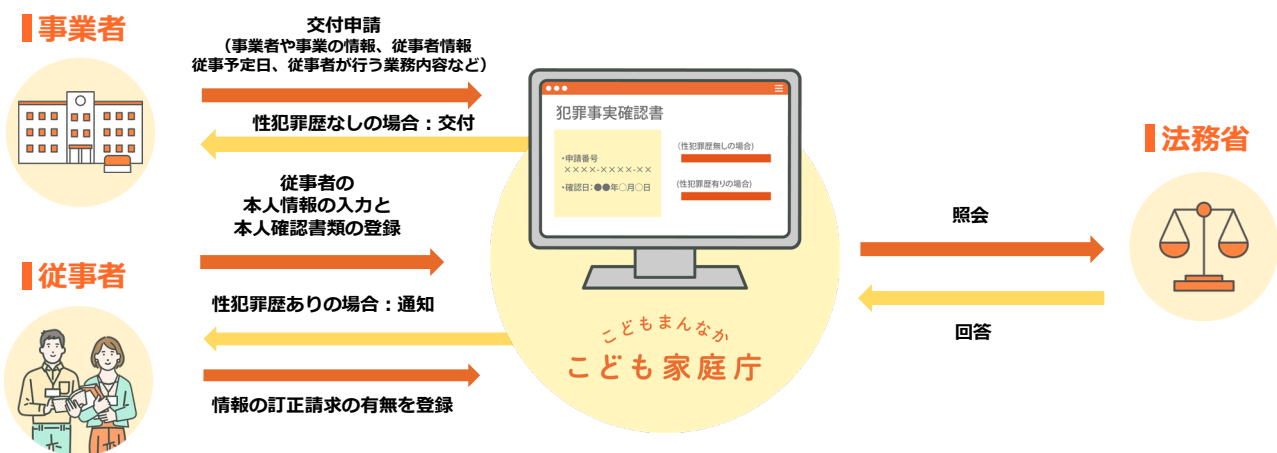 事業者
交付申請
（事業者や事業の情報、従事者情報
従事予定日、従事者が行う業務内容など）
性犯罪歴なしの場合：交付
従事者の
本人情報の入力と
本人確認書類の登録
従事者
性犯罪歴ありの場合：通知
情報の訂正請求の有無を登録
犯罪事実確認書
・申請番号
××××-××××-××
・確認日：●●年○月○日
(性犯罪歴無しの場合)
(性犯罪歴有りの場合)
こどもまんなか
こども家庭庁
照会
回答
法務省